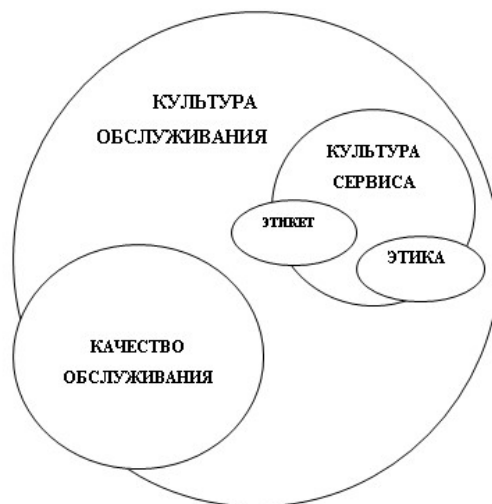 КУЛЬТУРА
ОБСЛУЖИВАНИЯ
КУЛЬТУРА
СЕРВИСА
ЭТИКЕТ
ЭТИКА
КАЧЕСТВО
ОБСЛУЖИВАНИЯ